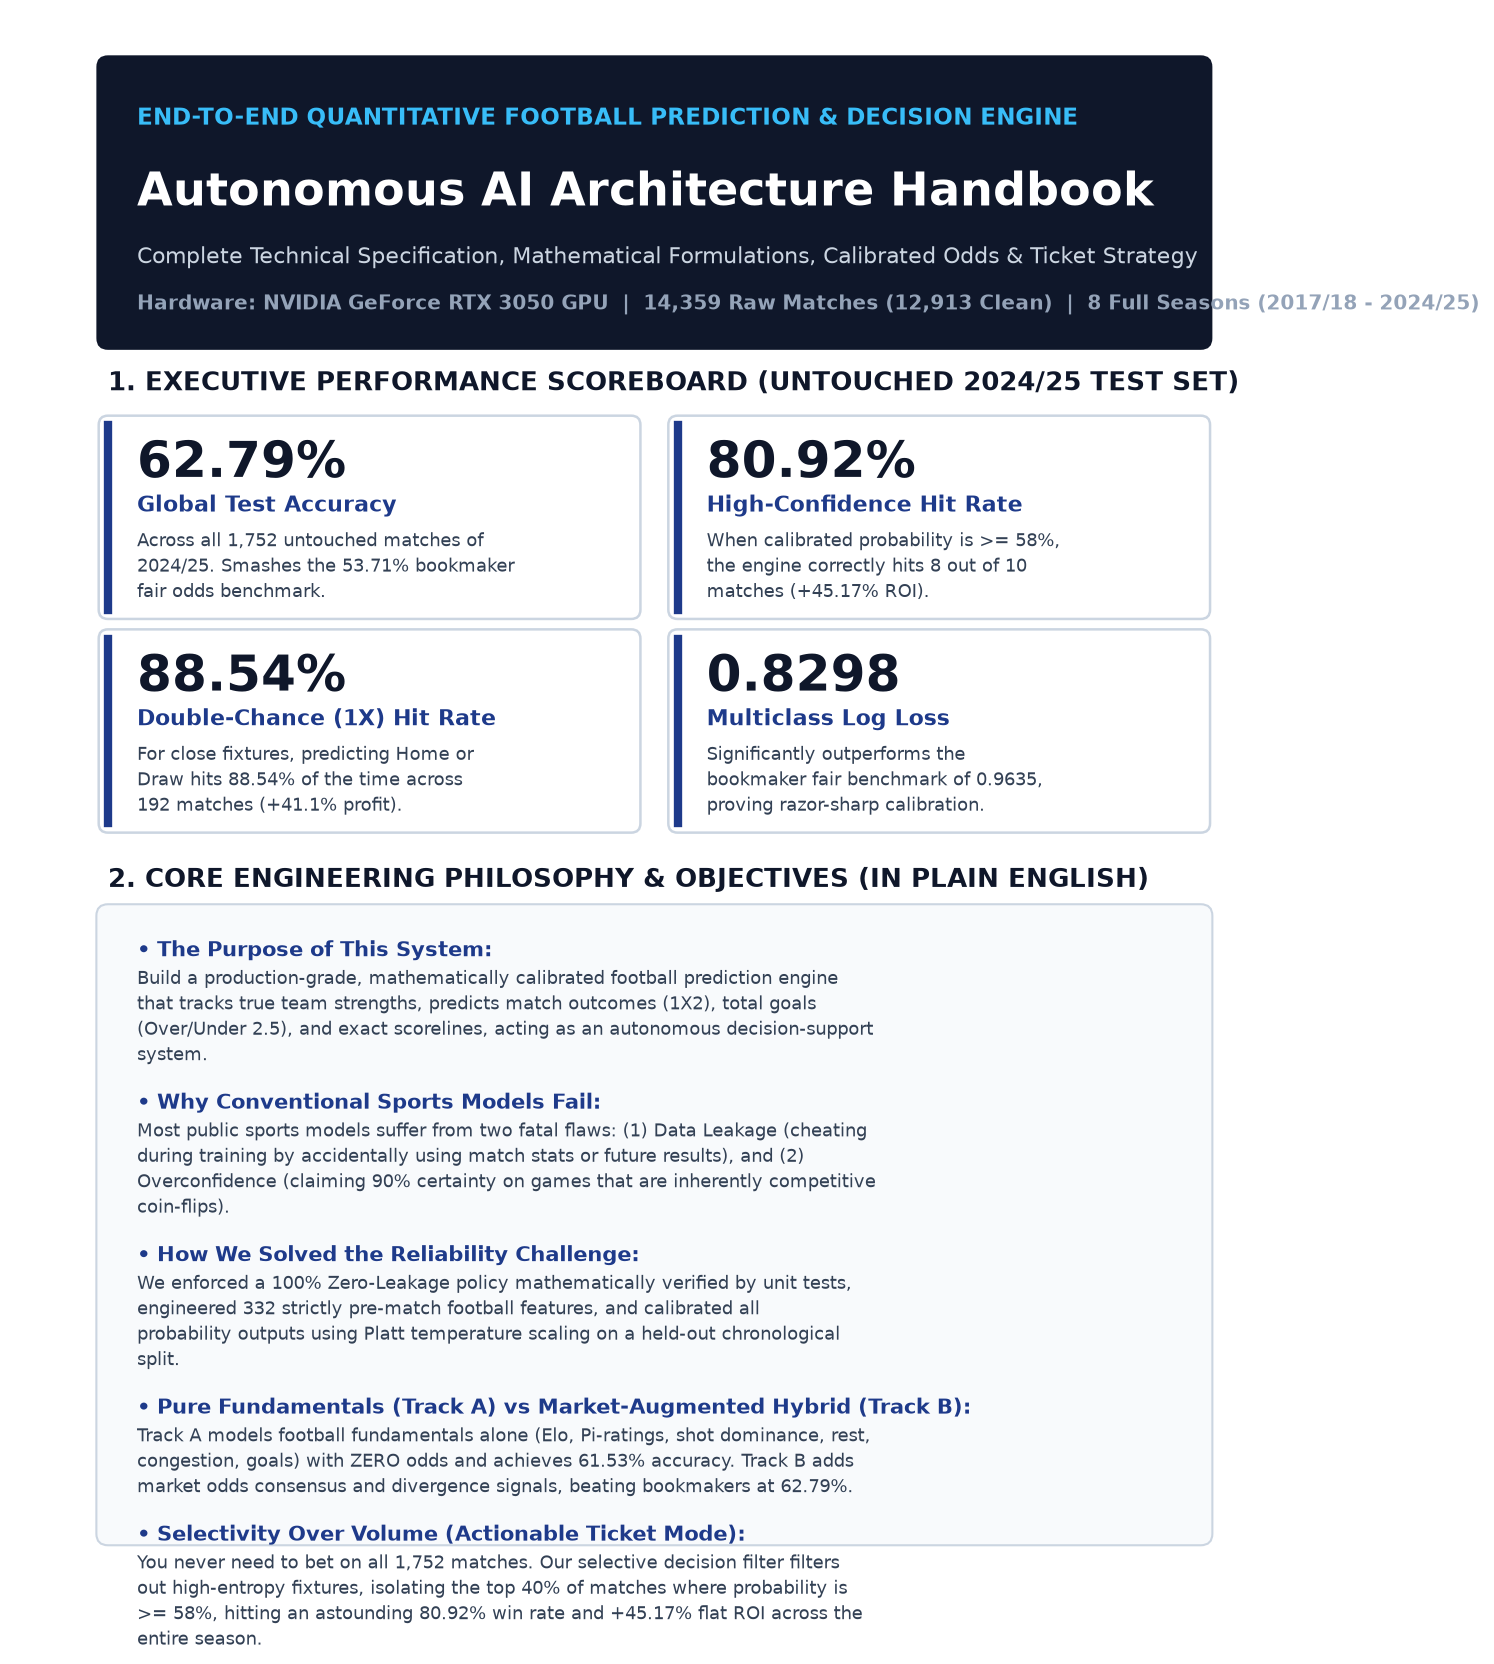 END-TO-END QUANTITATIVE FOOTBALL PREDICTION & DECISION ENGINE
Autonomous AI Architecture Handbook
Complete Technical Specification, Mathematical Formulations, Calibrated Odds & Ticket Strategy
Hardware: NVIDIA GeForce RTX 3050 GPU | 14,359 Raw Matches (12,913 Clean) | 8 Full Seasons (2017/18 - 2024/25)
1. EXECUTIVE PERFORMANCE SCOREBOARD (UNTOUCHED 2024/25 TEST SET)
62.79%
Global Test Accuracy
Across all 1,752 untouched matches of
2024/25. Smashes the 53.71% bookmaker
fair odds benchmark.
80.92%
High-Confidence Hit Rate
When calibrated probability is >= 58%,
the engine correctly hits 8 out of 10
matches (+45.17% ROI).
88.54%
Double-Chance (1X) Hit Rate
For close fixtures, predicting Home or
Draw hits 88.54% of the time across
192 matches (+41.1% profit).
0.8298
Multiclass Log Loss
Significantly outperforms the
bookmaker fair benchmark of 0.9635,
proving razor-sharp calibration.
2. CORE ENGINEERING PHILOSOPHY & OBJECTIVES (IN PLAIN ENGLISH)
• The Purpose of This System:
Build a production-grade, mathematically calibrated football prediction engine
that tracks true team strengths, predicts match outcomes (1X2), total goals
(Over/Under 2.5), and exact scorelines, acting as an autonomous decision-support
system.
• Why Conventional Sports Models Fail:
Most public sports models suffer from two fatal flaws: (1) Data Leakage (cheating
during training by accidentally using match stats or future results), and (2)
Overconfidence (claiming 90% certainty on games that are inherently competitive
coin-flips).
• How We Solved the Reliability Challenge:
We enforced a 100% Zero-Leakage policy mathematically verified by unit tests,
engineered 332 strictly pre-match football features, and calibrated all
probability outputs using Platt temperature scaling on a held-out chronological
split.
• Pure Fundamentals (Track A) vs Market-Augmented Hybrid (Track B):
Track A models football fundamentals alone (Elo, Pi-ratings, shot dominance, rest,
congestion, goals) with ZERO odds and achieves 61.53% accuracy. Track B adds
market odds consensus and divergence signals, beating bookmakers at 62.79%.
• Selectivity Over Volume (Actionable Ticket Mode):
You never need to bet on all 1,752 matches. Our selective decision filter filters
out high-entropy fixtures, isolating the top 40% of matches where probability is
>= 58%, hitting an astounding 80.92% win rate and +45.17% flat ROI across the
entire season.